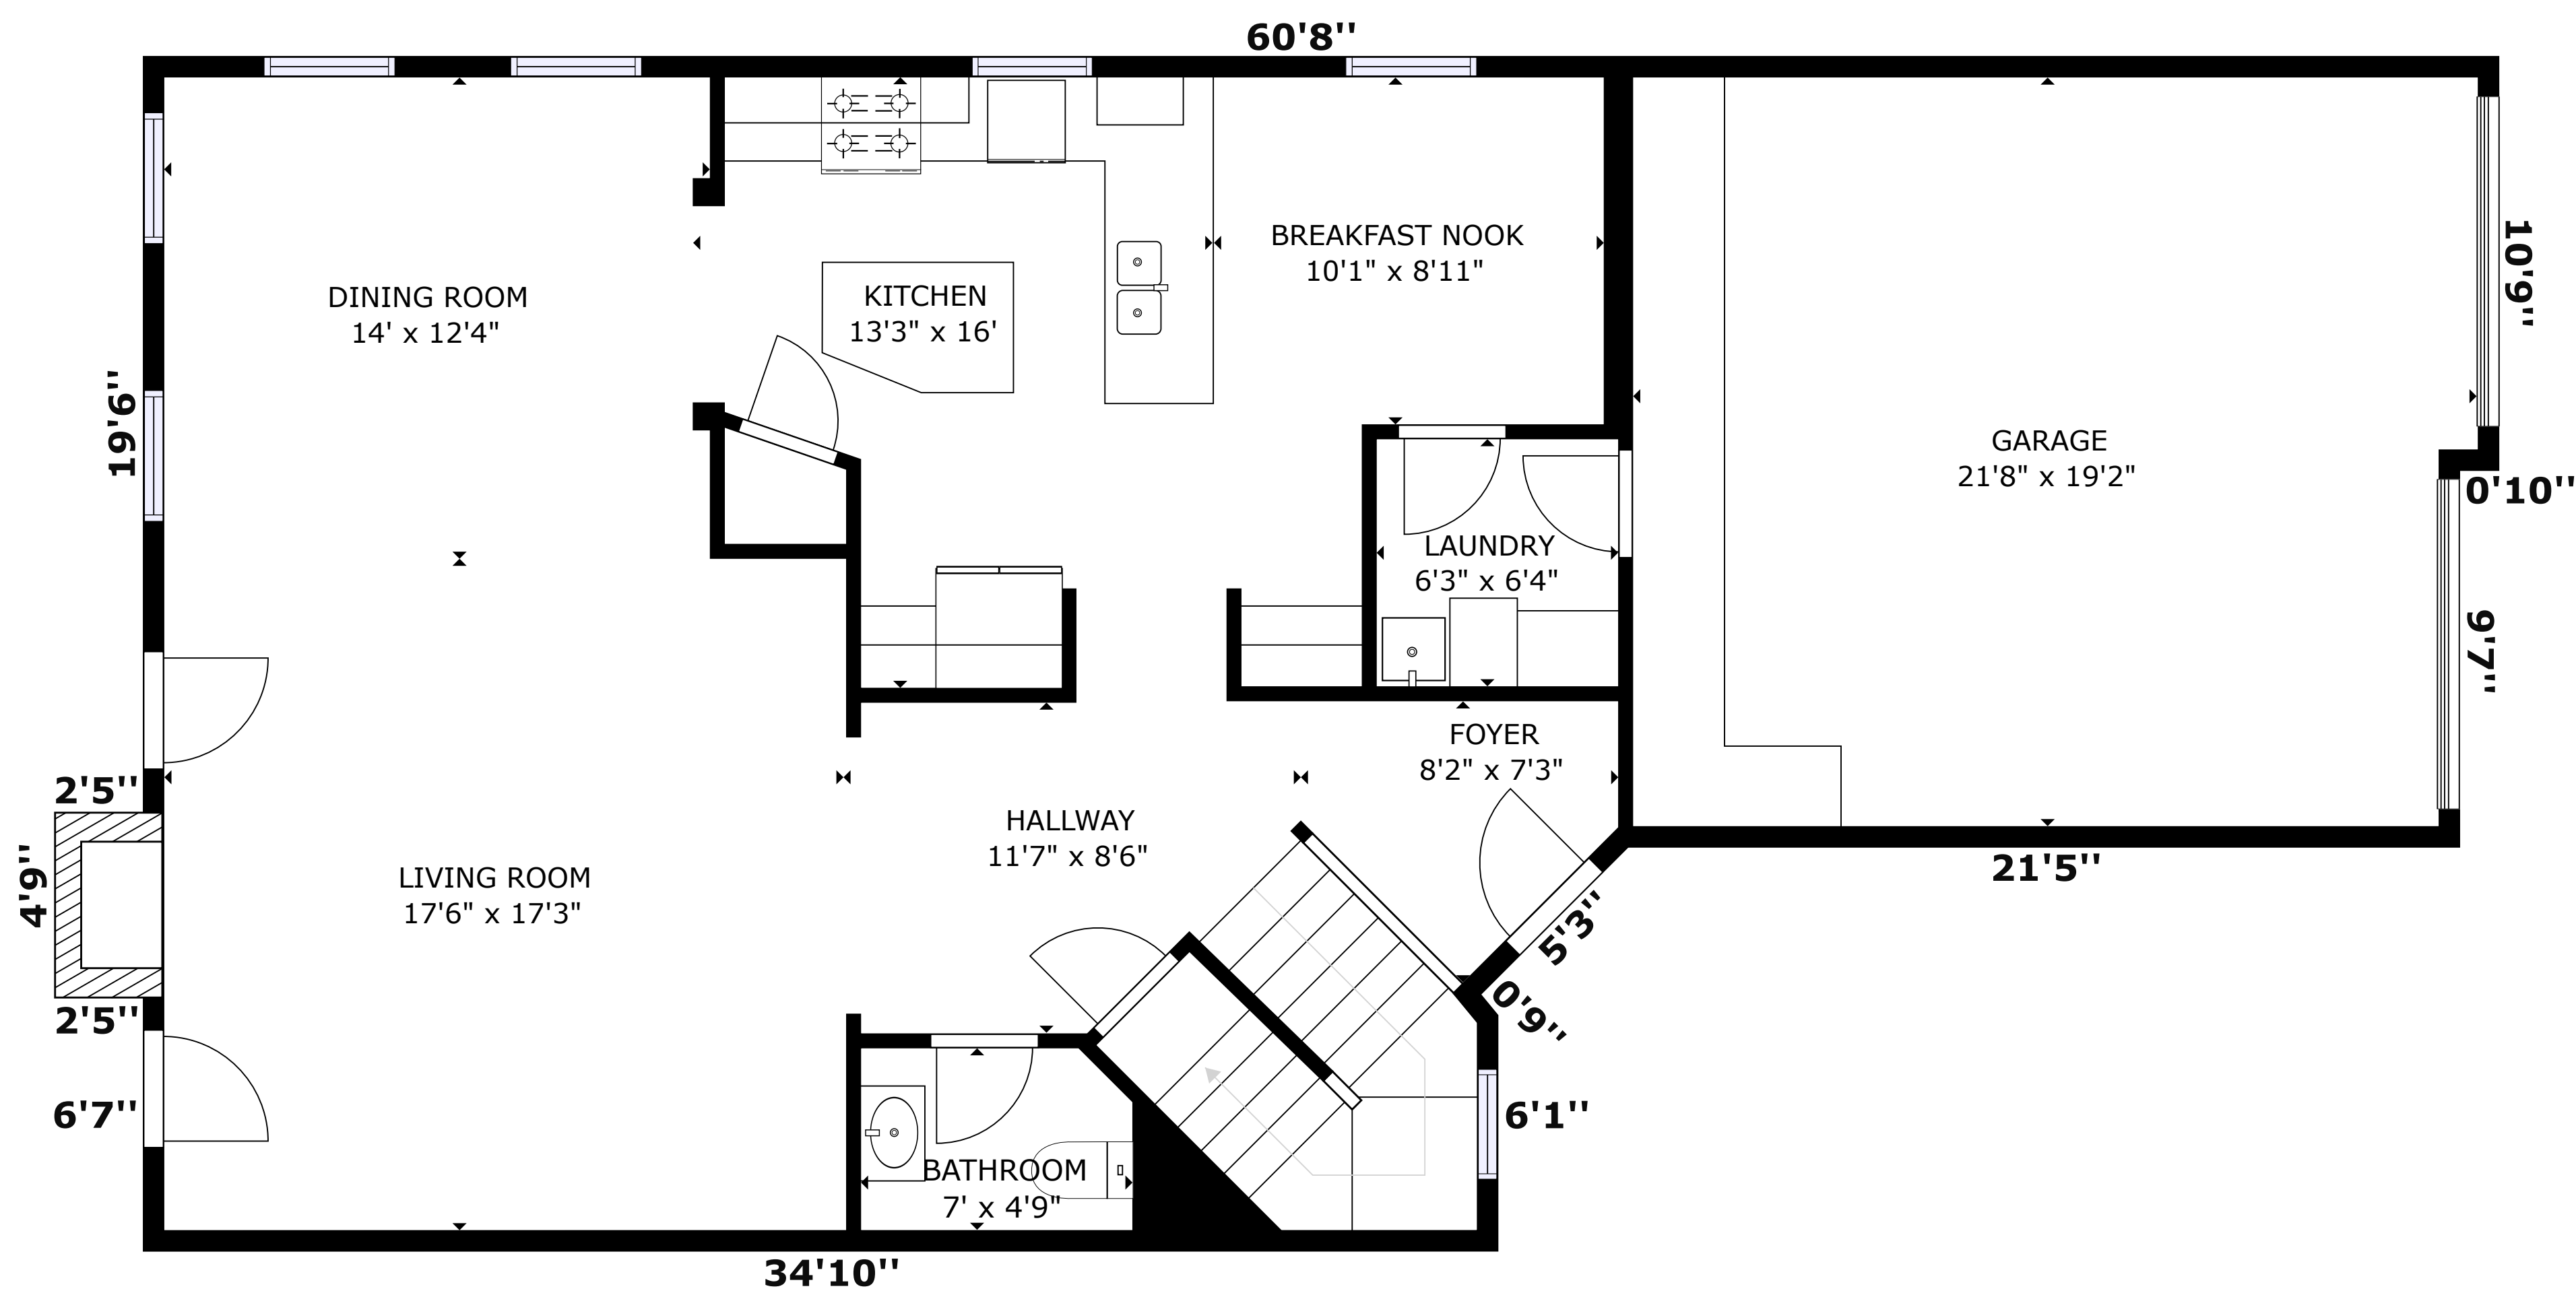 60'8''
10'9''
BREAKFAST NOOK
10'1" x 8'11"
DINING ROOM
14' x 12'4"
KITCHEN
13'3" x 16'
19'6''
GARAGE
21'8" x 19'2"
0'10''
LAUNDRY
6'3" x 6'4"
9'7''
FOYER
8'2" x 7'3"
2'5''
HALLWAY
11'7" x 8'6"
21'5''
4'9''
LIVING ROOM
17'6" x 17'3"
5'3''
2'5''
0'9''
6'7''
6'1''
BATHROOM
7' x 4'9"
34'10''